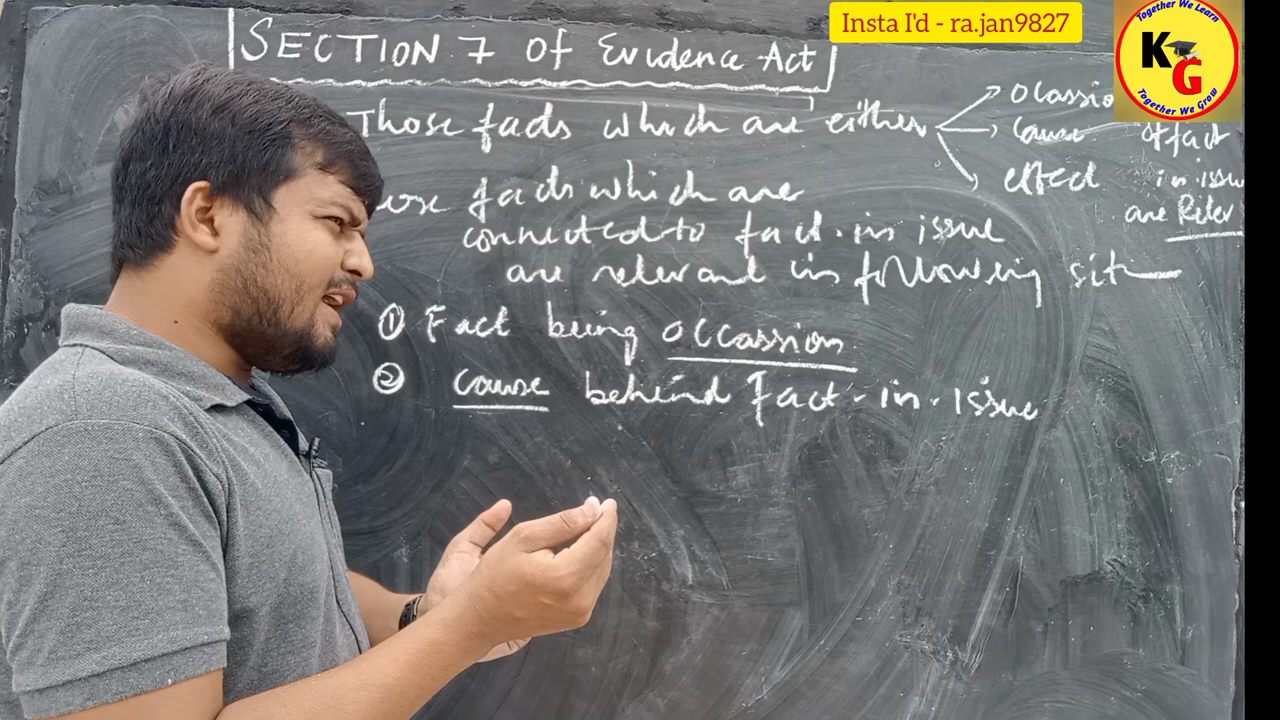 Insta I'd - ra.jan9827
Together We Learn
KG
Together We Grow
SECTION 7 Of Evidence Act
Those facts which are either
ocassio
cause of fact
effect in issu
are Relev
ose facts which are
connected to fact-in issue
are relevant in following sit
① Fact being occassion
② cause behind Fact-in-Issue